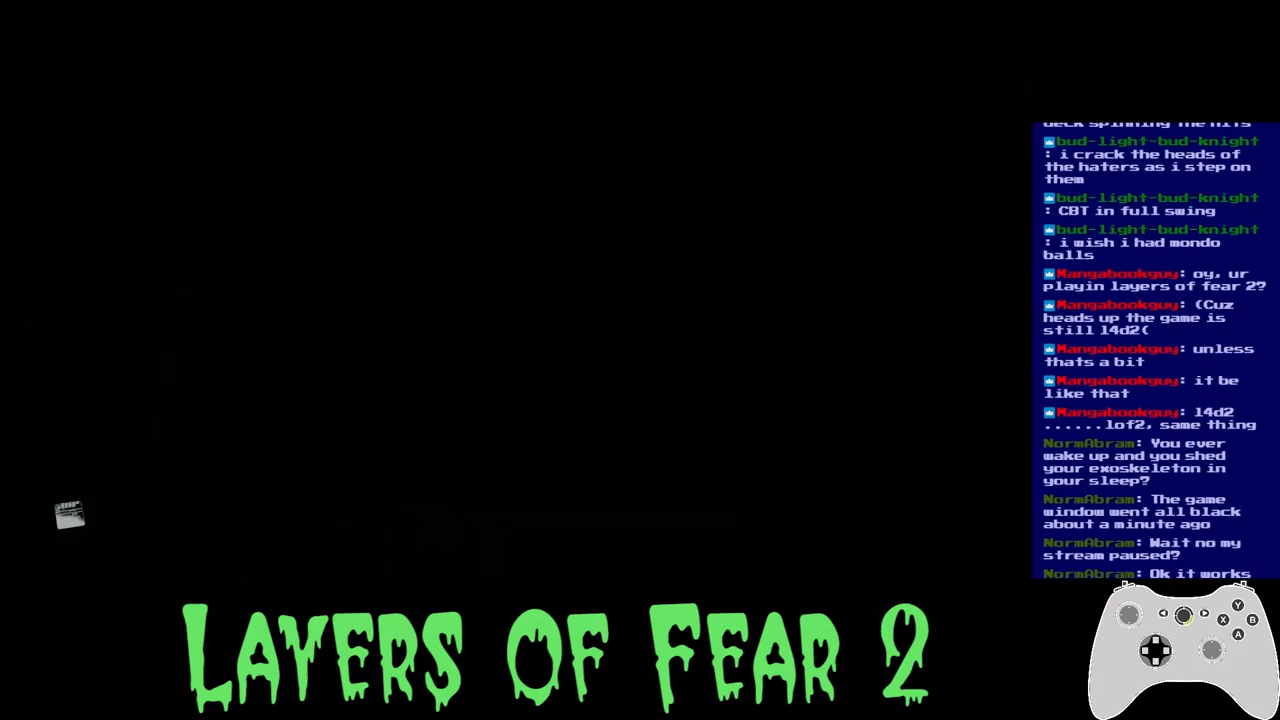 deck spinning the hits
bud-light-bud-knight
: i crack the heads of
the haters as i step on
them
bud-light-bud-knight
: CBT in full swing
bud-light-bud-knight
: i wish i had mondo
balls
Mangabookguy: oy, ur
playin layers of fear 2?
Mangabookguy: (Cuz
heads up the game is
still l4d2(
Mangabookguy: unless
thats a bit
Mangabookguy: it be
like that
Mangabookguy: l4d2
......lof2, same thing
NormAbram: You ever
wake up and you shed
your exoskeleton in
your sleep?
NormAbram: The game
window went all black
about a minute ago
NormAbram: Wait no my
stream paused?
NormAbram: Ok it works
Y
X B
A
LAYERS OF FEAR 2